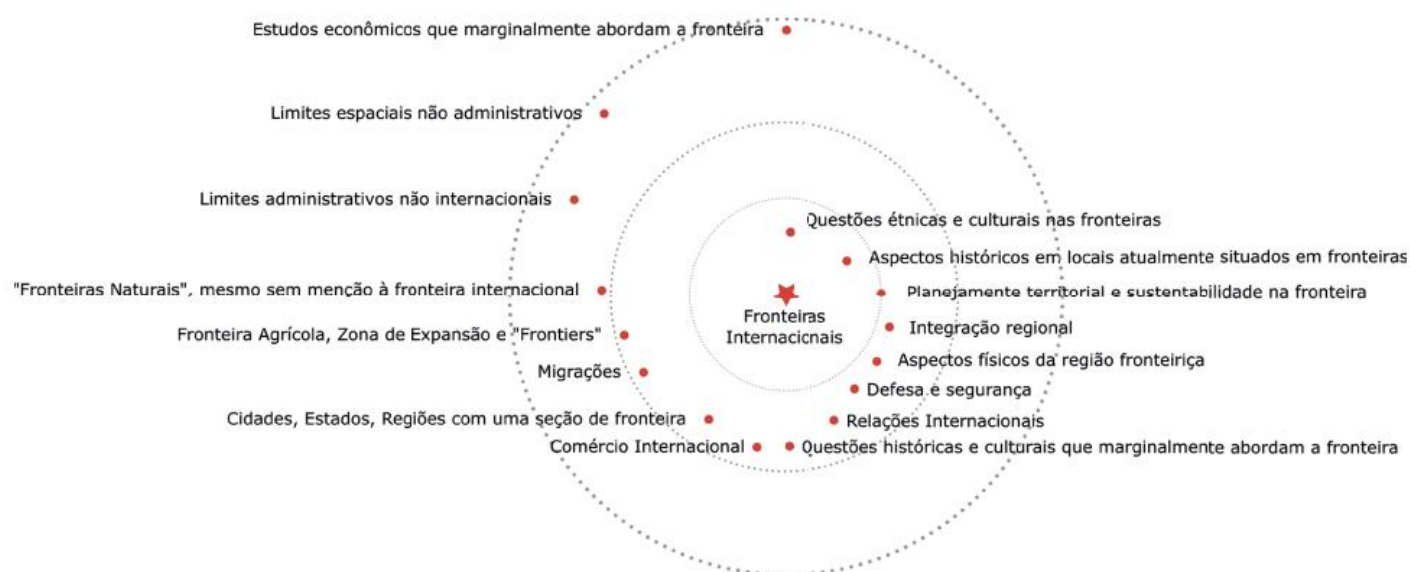 Estudos econômicos que marginalmente abordam a fronteira
Limites espaciais não administrativos
Limites administrativos não internacionais
Questões étnicas e culturais nas fronteiras
Aspectos históricos em locais atualmente situados em fronteiras
"Fronteiras Naturais", mesmo sem menção à fronteira internacional
Planejamente territorial e sustentabilidade na fronteira
Fronteiras
Internacinais
Integração regional
Fronteira Agrícola, Zona de Expansão e "Frontiers"
Aspectos físicos da região fronteiriça
Migrações
Defesa e segurança
Cidades, Estados, Regiões com uma seção de fronteira
Relações Internacionais
Comércio Internacional
Questões históricas e culturais que marginalmente abordam a fronteira